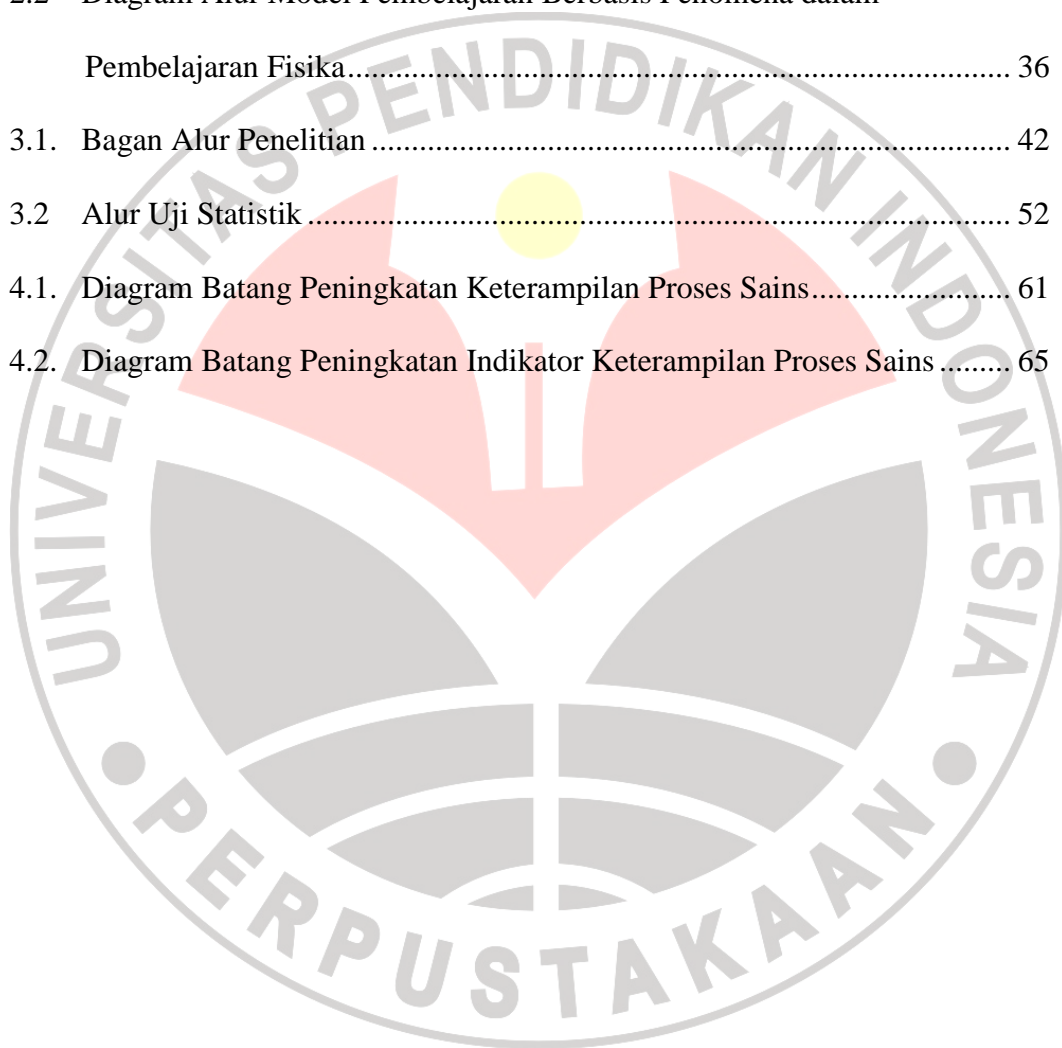 2.2 Diagram Alur Model Pembelajaran Berbasis Fenomena dalam
Pembelajaran Fisika.......................................................................... 36
3.1. Bagan Alur Penelitian ....................................................................... 42
3.2 Alur Uji Statistik .............................................................................. 52
4.1. Diagram Batang Peningkatan Keterampilan Proses Sains...................... 61
4.2. Diagram Batang Peningkatan Indikator Keterampilan Proses Sains ......... 65
UNIVERSITAS PENDIDIKAN INDONESIA
PERPUSTAKAAN